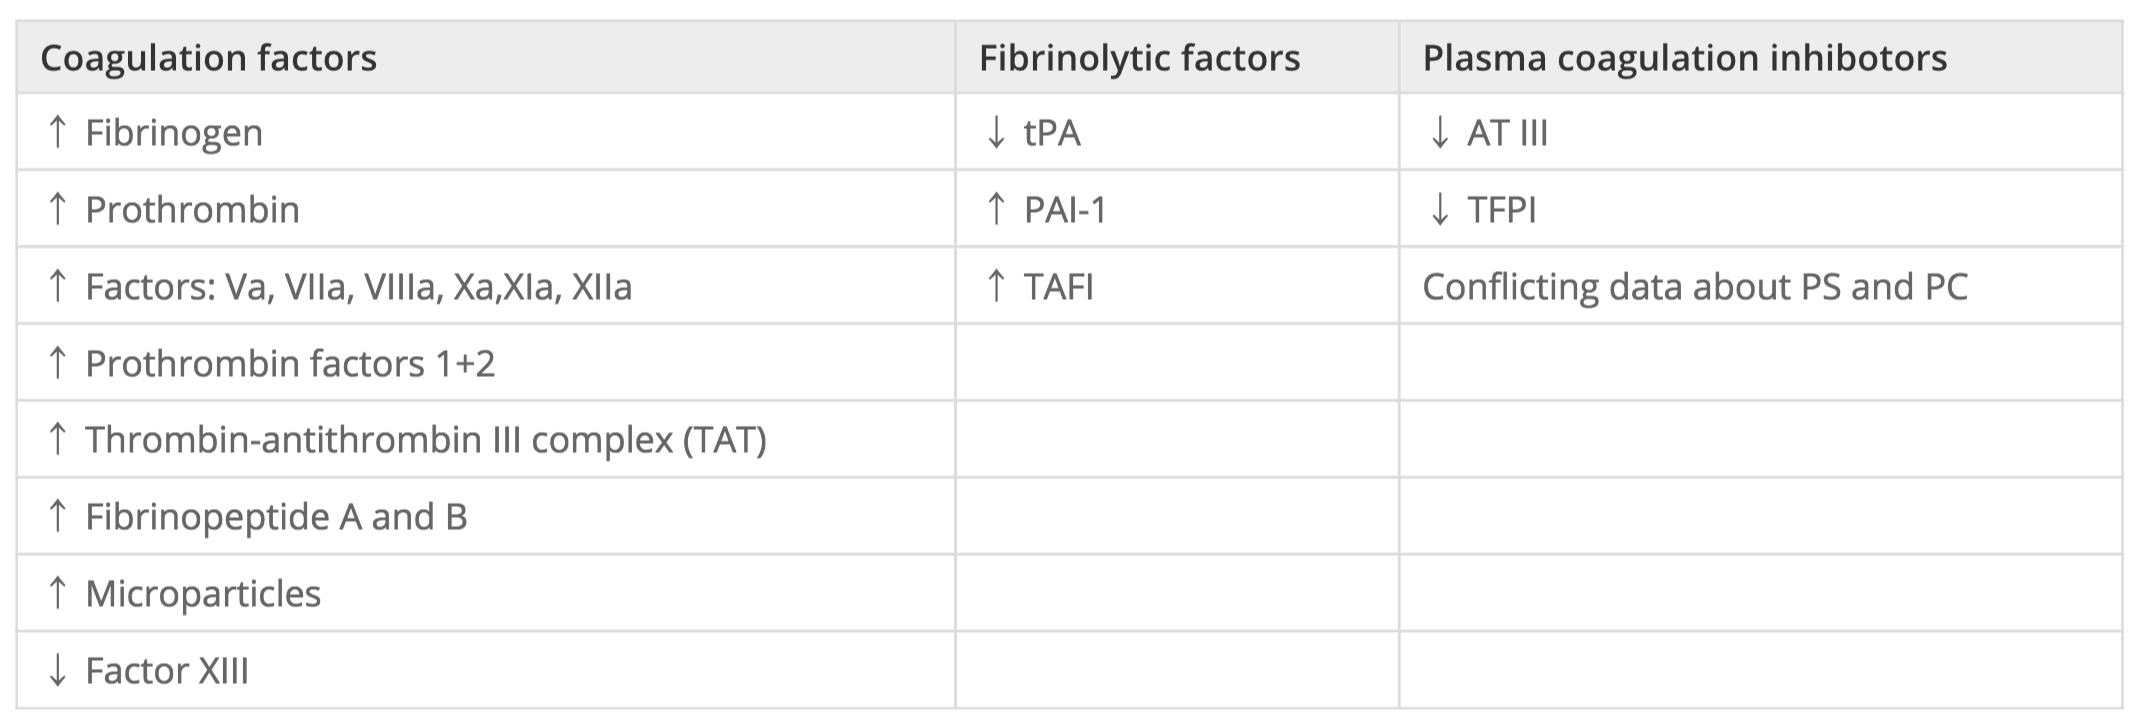 Coagulation factors Fibrinolytic factors Plasma coagulation inhibotors
↑ Fibrinogen ↓ tPA ↓ AT III
↑ Prothrombin ↑ PAI-1 ↓ TFPI
↑ Factors: Va, VIIa, VIIIa, Xa,XIa, XIIa ↑ TAFI Conflicting data about PS and PC
↑ Prothrombin factors 1+2
↑ Thrombin-antithrombin III complex (TAT)
↑ Fibrinopeptide A and B
↑ Microparticles
↓ Factor XIII